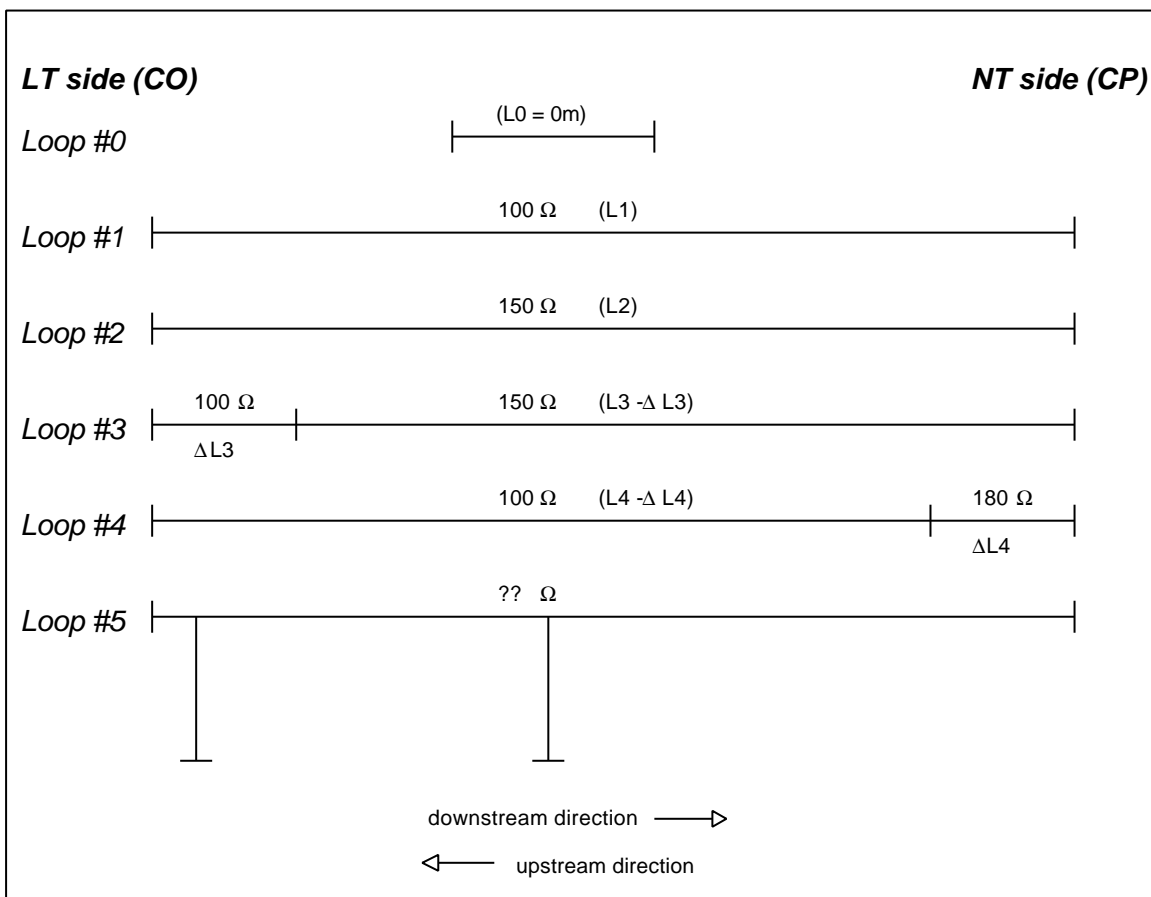 LT side (CO) NT side (CP)
(L0 = 0m)
Loop #0
100 Ω (L1)
Loop #1
150 Ω (L2)
Loop #2
100 Ω 150 Ω (L3 -Δ L3)
Loop #3
ΔL3
100 Ω (L4 -Δ L4) 180 Ω
Loop #4
ΔL4
?? Ω
Loop #5
downstream direction
upstream direction